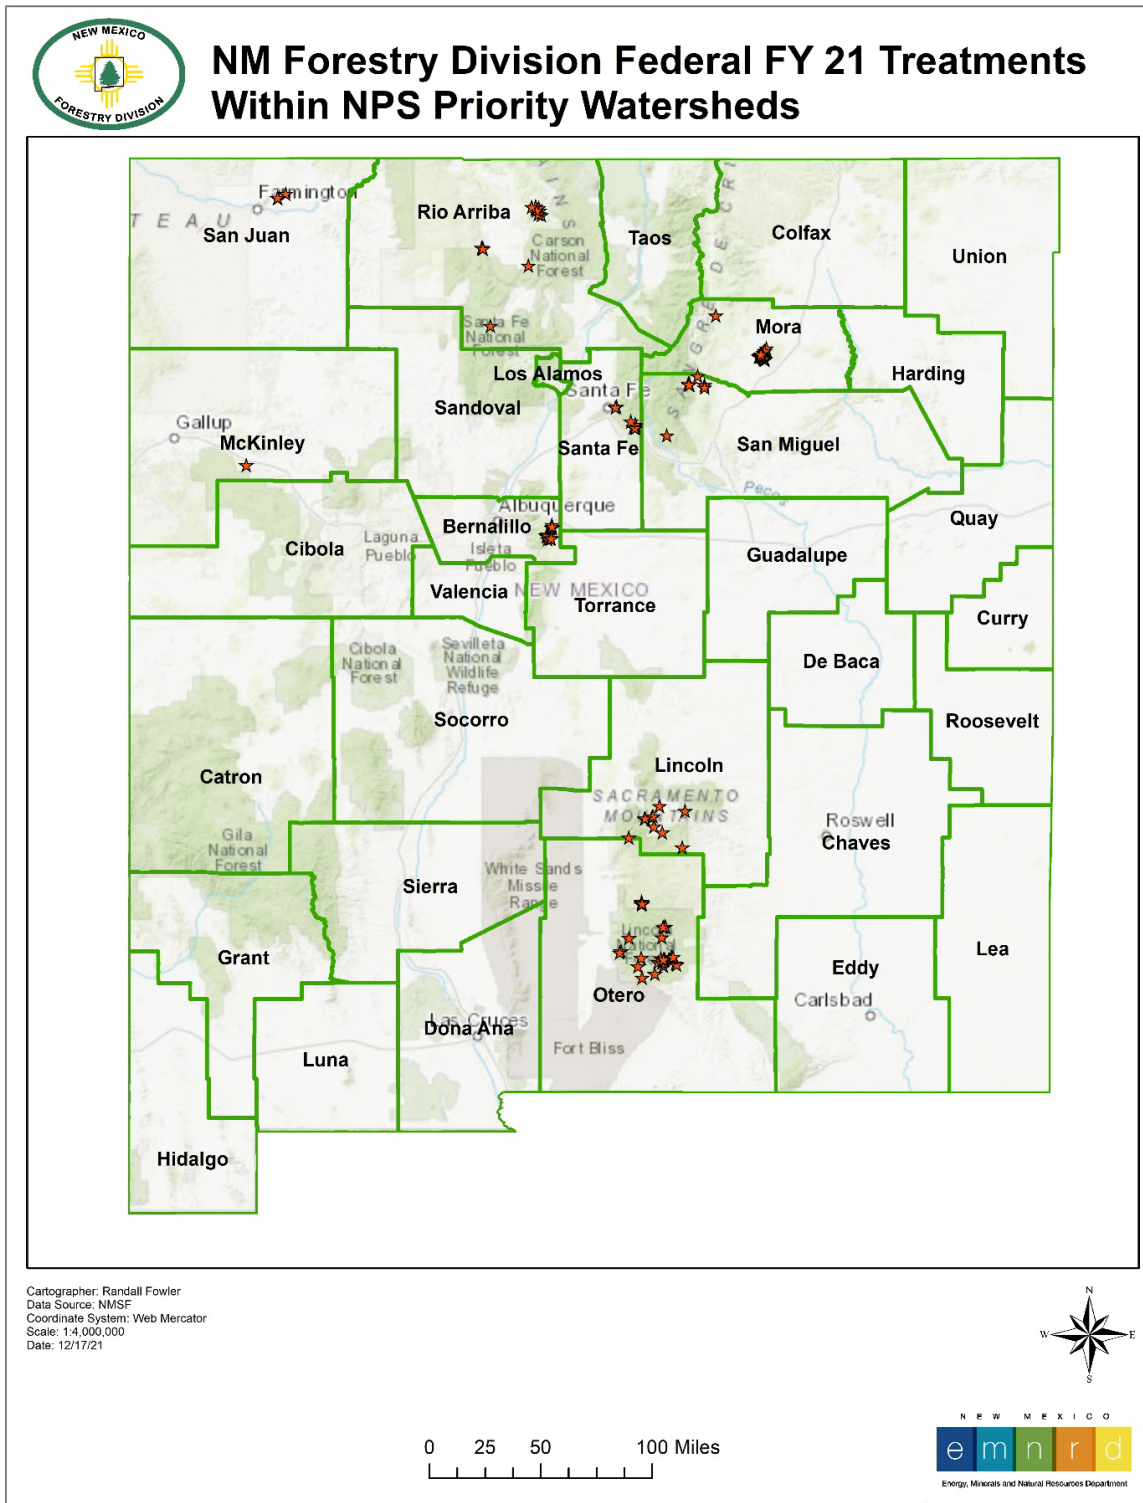 NEW MEXICO
FORESTRY DIVISION
NM Forestry Division Federal FY 21 Treatments
Within NPS Priority Watersheds
Farmington
TEAU
San Juan
Rio Arriba
Carson
National
Forest
Taos
Colfax
Union
Santa Fe
National
Forest
Mora
Harding
Los Alamos
Santa Fe
Sandoval
Gallup
McKinley
Santa Fe
San Miguel
Pecos
Albuquerque
Bernalillo
Quay
Laguna
Pueblo
Isleta
Pueblo
Cibola
Guadalupe
Valencia
NEW MEXICO
Torrance
Curry
Cibola
National
Forest
Sevilleta
National
Wildlife
Refuge
De Baca
Socorro
Roosevelt
Lincoln
Catron
SACRAMENTO
MOUNTAINS
Roswell
Chaves
Gila
National
Forest
White Sands
Missile
Range
Sierra
Lincoln
National
Grant
Lea
Eddy
Otero
Carlsbad
Las Cruces
Dona Ana
Fort Bliss
Luna
Hidalgo
Cartographer: Randall Fowler
Data Source: NMSF
Coordinate System: Web Mercator
Scale: 1:4,000,000
Date: 12/17/21
N
W E
S
0 25 50 100 Miles
NEW MEXICO
emnrd
Energy, Minerals and Natural Resources Department